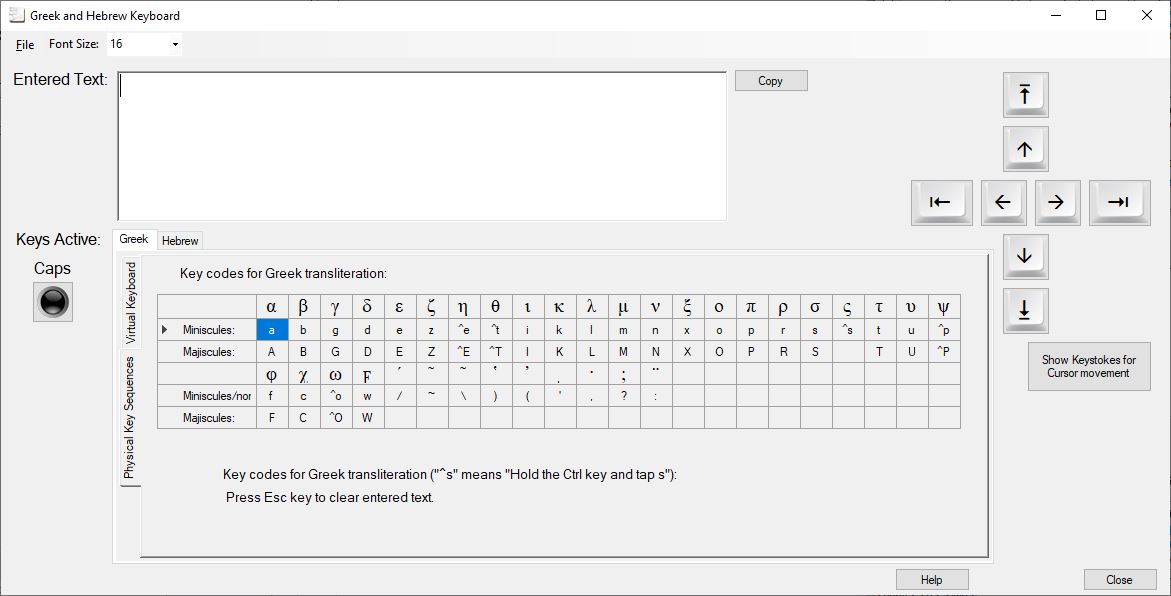 Greek and Hebrew Keyboard
File Font Size: 16
Entered Text:
Copy
Keys Active:
Caps
Greek Hebrew
Virtual Keyboard
Physical Key Sequences
Key codes for Greek transliteration:
α β γ δ ε ζ η θ ι κ λ μ ν ξ ο π ρ σ ς τ υ ψ
Miniscules: a b g d e z ^e ^t i k l m n x o p r s ^s t u ^p
Majiscules: A B G D E Z ^E ^T I K L M N X O P R S T U ^P
φ χ ω ϝ ´ ~ ~ ‛ ’ ͺ · ; ¨
Miniscules/nor f c ^o w / ~ \ ) ( ' . ? :
Majiscules: F C ^O W
Key codes for Greek transliteration ("^s" means "Hold the Ctrl key and tap s"):
Press Esc key to clear entered text.
Show Keystokes for
Cursor movement
Help
Close